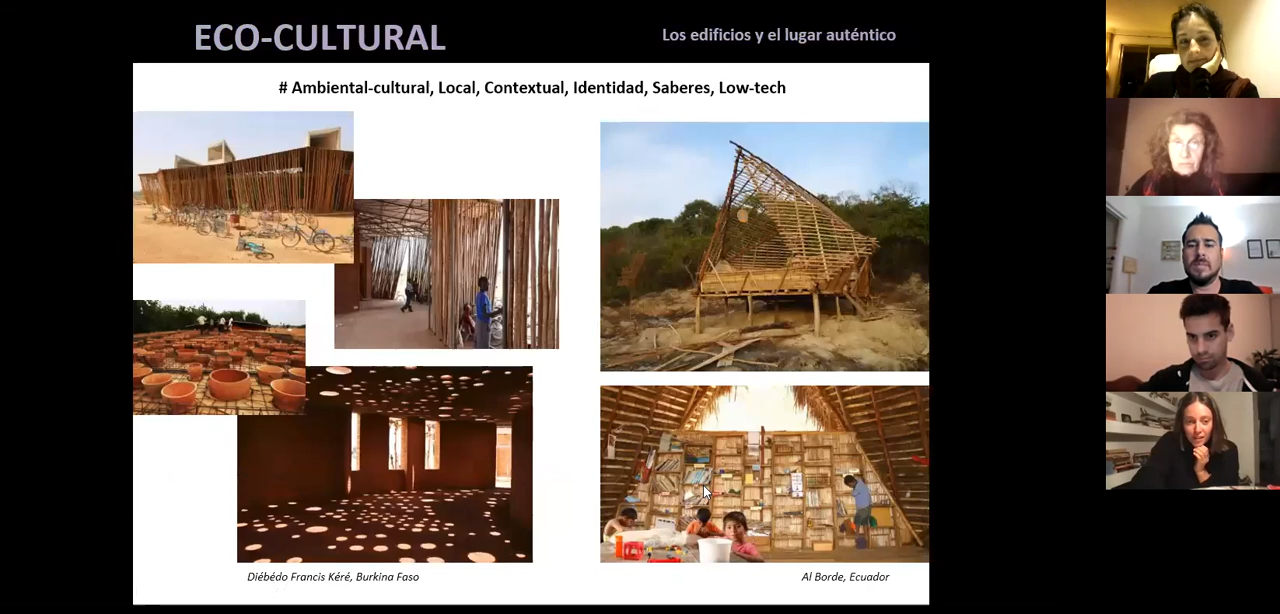 ECO-CULTURAL
Los edificios y el lugar auténtico
# Ambiental-cultural, Local, Contextual, Identidad, Saberes, Low-tech
Diébédo Francis Kéré, Burkina Faso
Al Borde, Ecuador